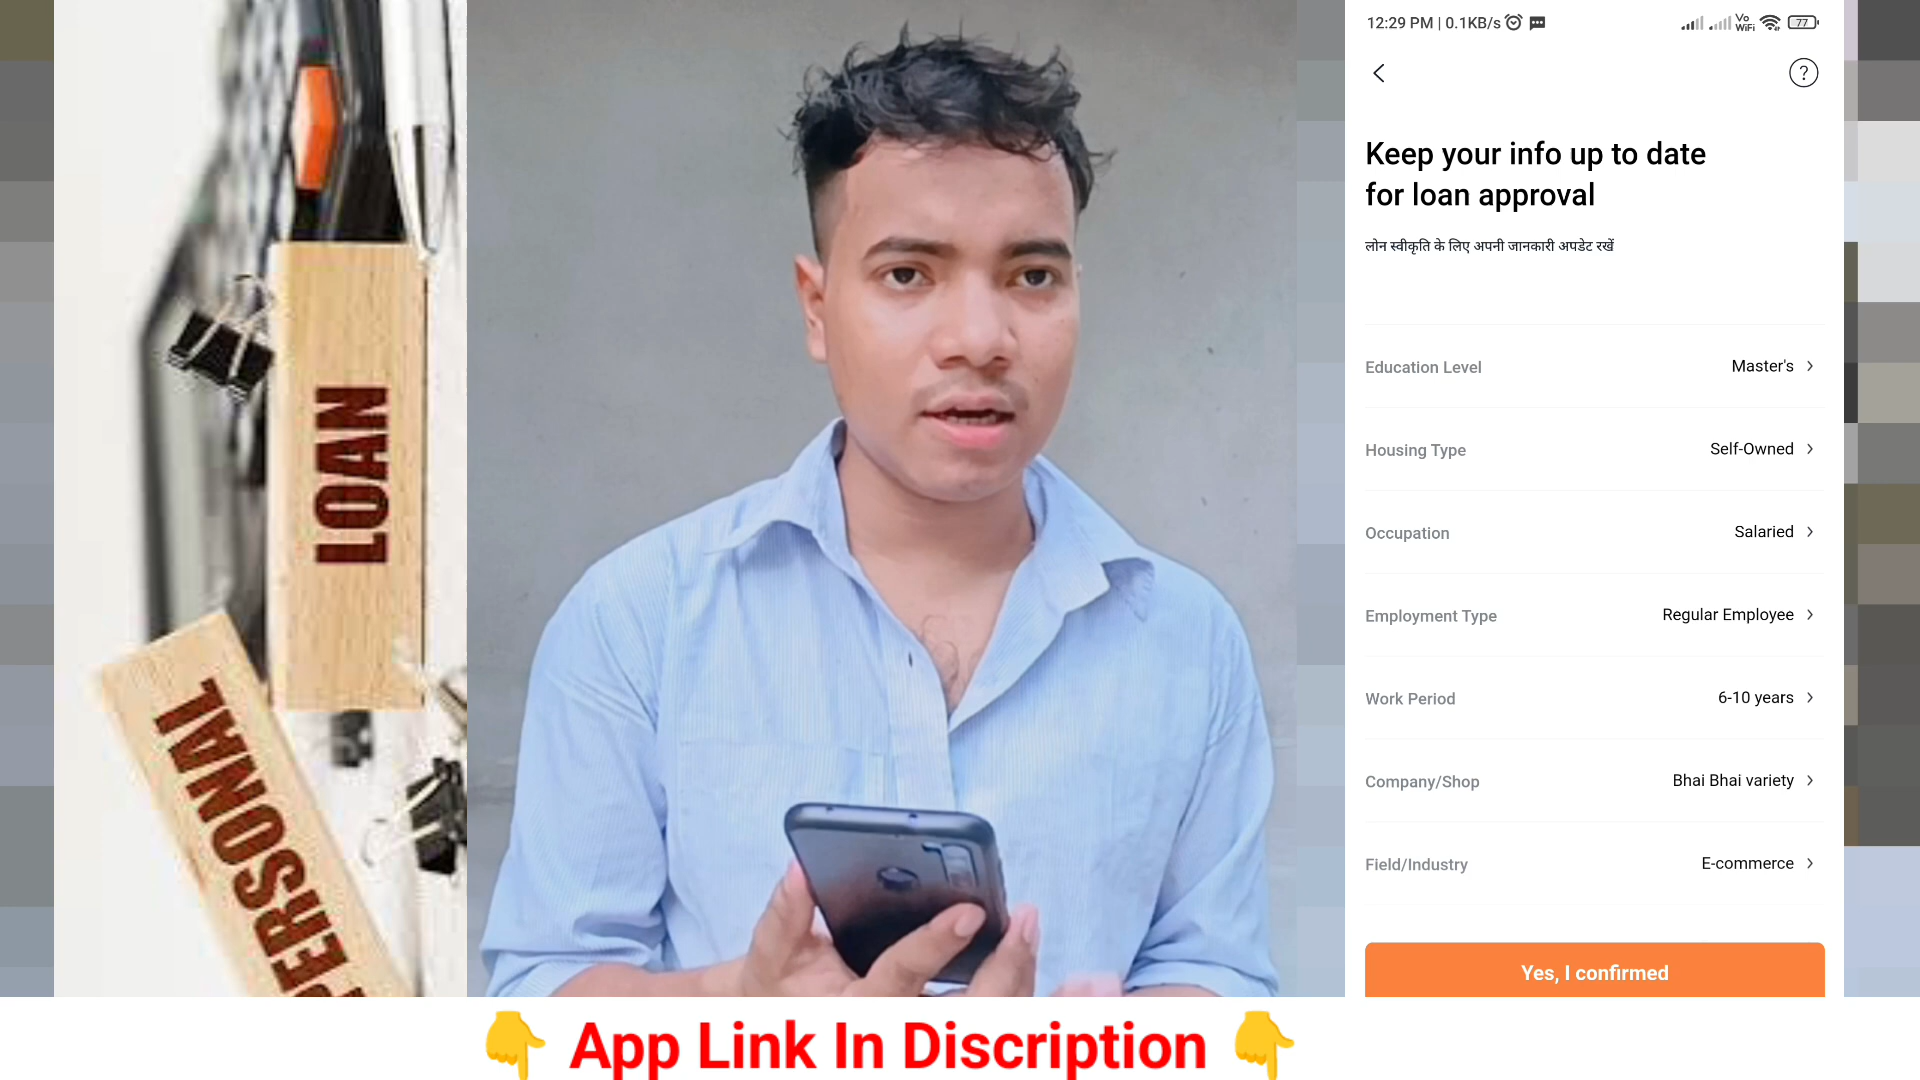 LOAN
PERSONAL
12:29 PM | 0.1KB/s
Vo
WiFi
77
?
Keep your info up to date
for loan approval
लोन स्वीकृति के लिए अपनी जानकारी अपडेट रखें
Education Level Master's
Housing Type Self-Owned
Occupation Salaried
Employment Type Regular Employee
Work Period 6-10 years
Company/Shop Bhai Bhai variety
Field/Industry E-commerce
Yes, I confirmed
👇 App Link In Discription 👇